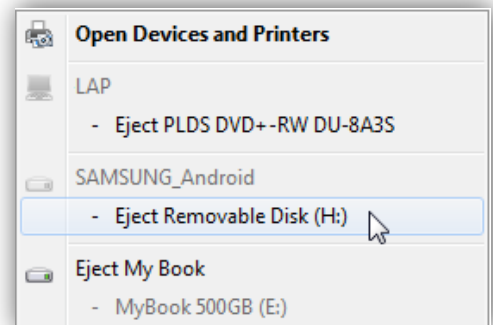 Open Devices and Printers
LAP
- Eject PLDS DVD+-RW DU-8A3S
SAMSUNG_Android
- Eject Removable Disk (H:)
Eject My Book
- MyBook 500GB (E:)